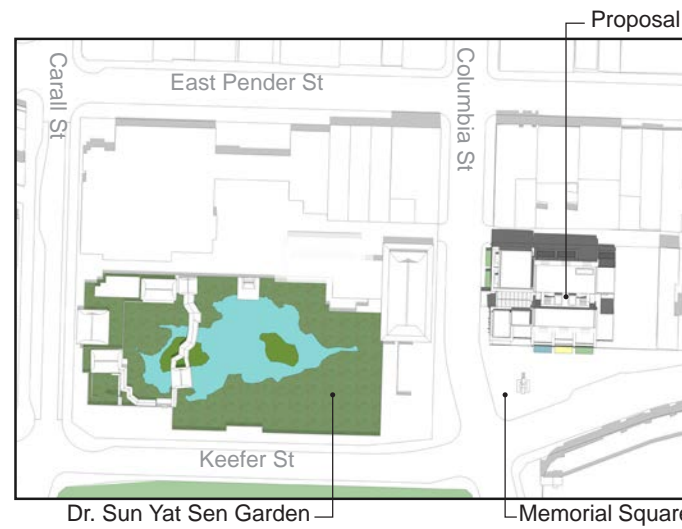 Proposal
East Pender St
Carall St
Columbia St
Keefer St
Dr. Sun Yat Sen Garden
Memorial Square